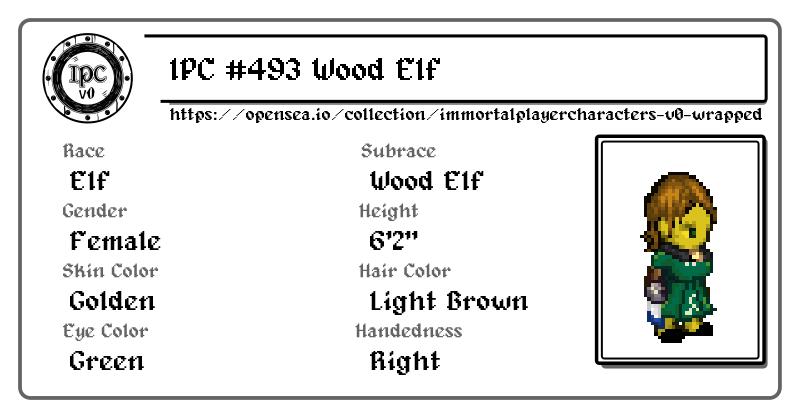 IPC
v0
IPC #493 Wood Elf
https://opensea.io/collection/immortalplayercharacters-v0-wrapped
Race
Elf
Subrace
Wood Elf
Gender
Female
Height
6'2"
Skin Color
Golden
Hair Color
Light Brown
Eye Color
Green
Handedness
Right